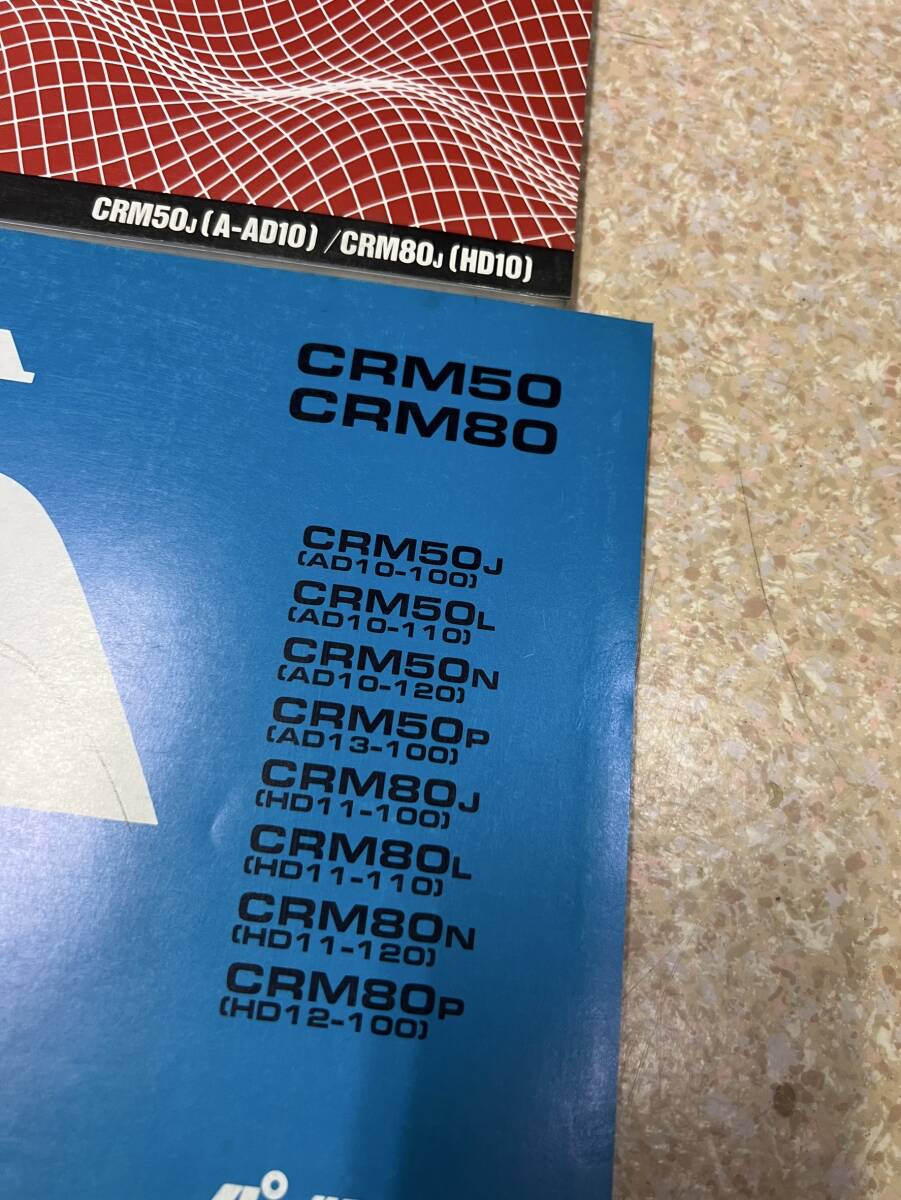 CRM50J (A-AD10) / CRM80J (HD10)
CRM50
CRM80
CRM50J
(AD10-100)
CRM50L
(AD10-110)
CRM50N
(AD10-120)
CRM50P
(AD13-100)
CRM80J
(HD11-100)
CRM80L
(HD11-110)
CRM80N
(HD11-120)
CRM80P
(HD12-100)